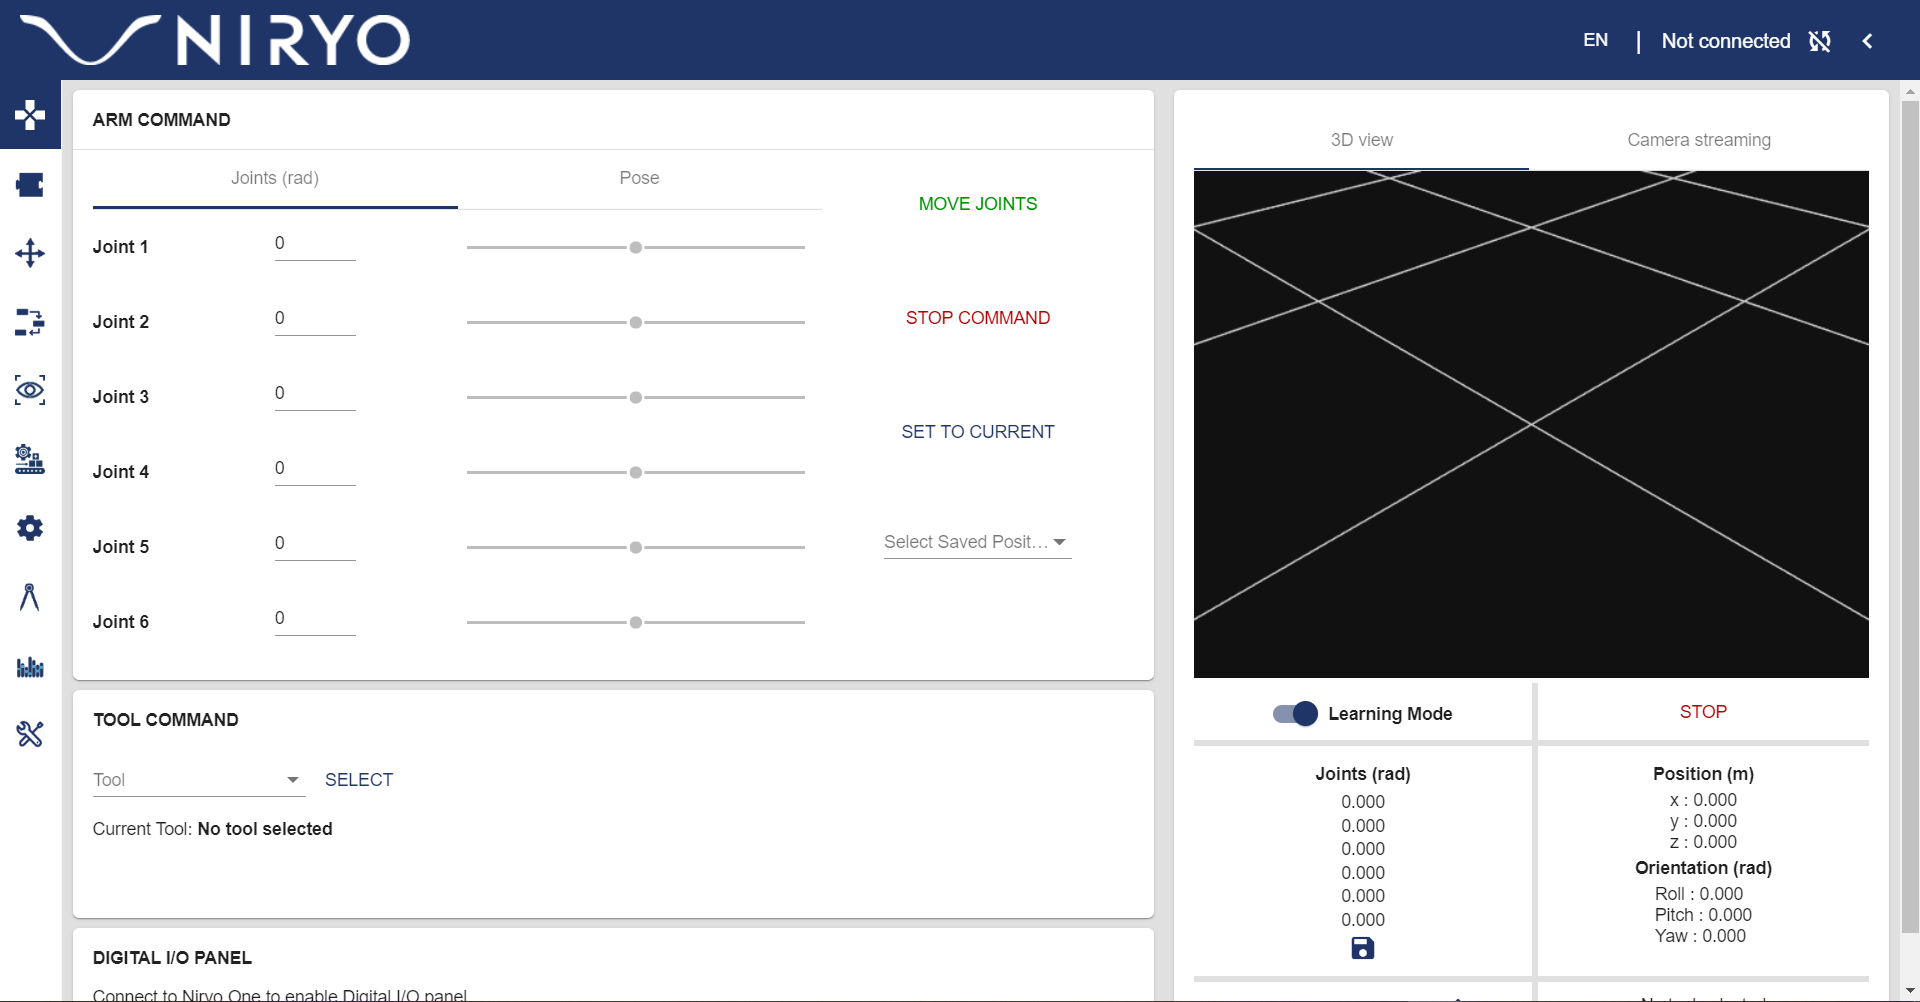 NIRYO
EN | Not connected
ARM COMMAND
Joints (rad)
Pose
MOVE JOINTS
Joint 1
0
Joint 2
0
STOP COMMAND
Joint 3
0
SET TO CURRENT
Joint 4
0
Joint 5
0
Select Saved Posit...
Joint 6
0
TOOL COMMAND
Tool
SELECT
Current Tool: No tool selected
DIGITAL I/O PANEL
Connect to Niryo One to enable Digital I/O panel
3D view
Camera streaming
Learning Mode
STOP
Joints (rad)
0.000
0.000
0.000
0.000
0.000
0.000
Position (m)
x : 0.000
y : 0.000
z : 0.000
Orientation (rad)
Roll : 0.000
Pitch : 0.000
Yaw : 0.000